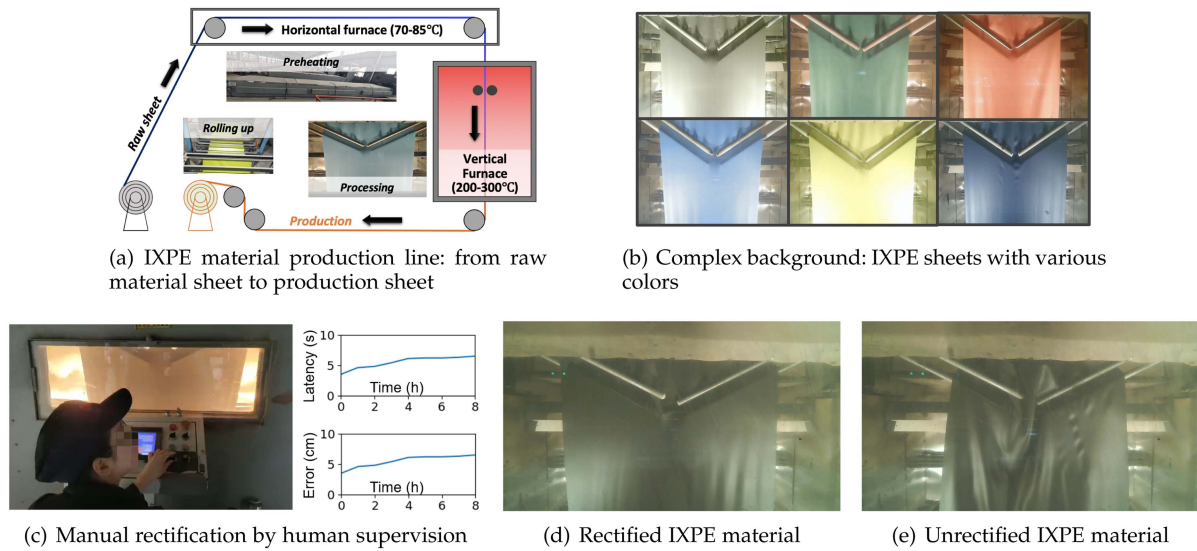 Horizontal furnace (70-85℃)
Preheating
Raw sheet
Rolling up
Processing
Vertical
Furnace
(200-300℃)
Production
(a) IXPE material production line: from raw
material sheet to production sheet
(b) Complex background: IXPE sheets with various
colors
Latency (s)
10
5
0
Time (h)
0 2 4 6 8
Error (cm)
10
5
0
Time (h)
0 2 4 6 8
(c) Manual rectification by human supervision
(d) Rectified IXPE material
(e) Unrectified IXPE material